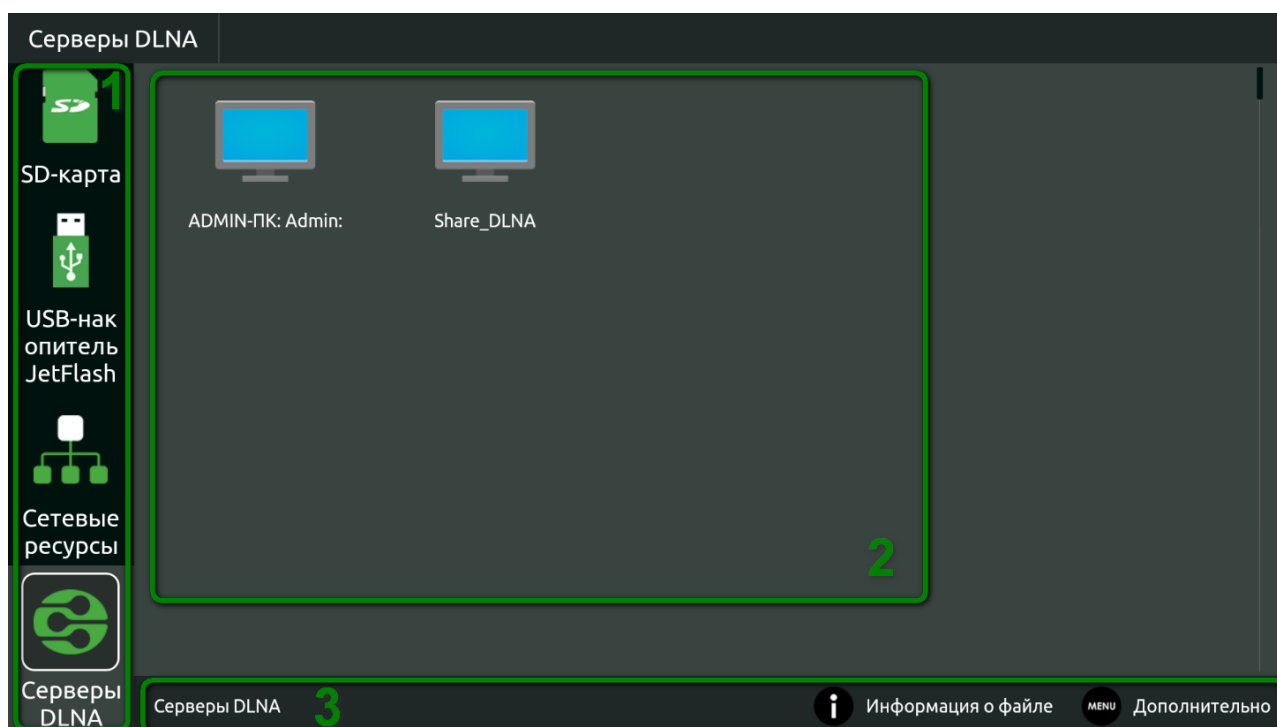 Серверы DLNA
1
SD-карта
USB-нак
опитель
JetFlash
Сетевые
ресурсы
Серверы
DLNA
ADMIN-ПК: Admin:
Share_DLNA
2
Серверы DLNA
3
i
Информация о файле
MENU
Дополнительно